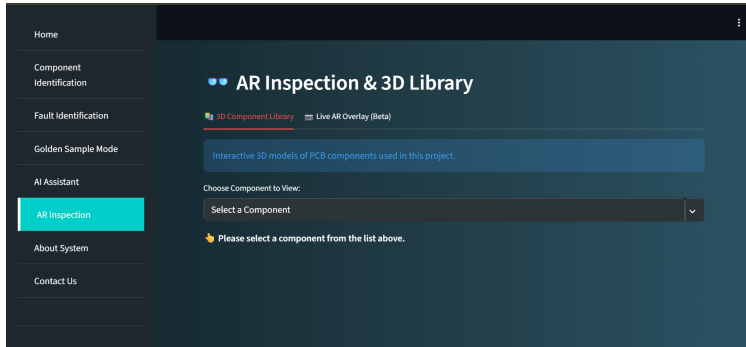 Home
Component
Identification
Fault Identification
Golden Sample Mode
AI Assistant
AR Inspection
About System
Contact Us
AR Inspection & 3D Library
3D Component Library
Live AR Overlay (Beta)
Interactive 3D models of PCB components used in this project.
Choose Component to View:
Select a Component
Please select a component from the list above.